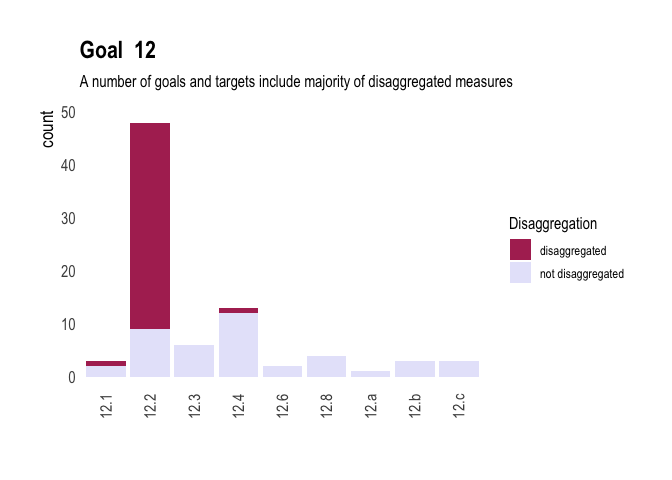 Goal  12
A number of goals and targets include majority of disaggregated measures
count
50
40
30
20
10
0
12.1
12.2
12.3
12.4
12.6
12.8
12.a
12.b
12.c
Disaggregation
disaggregated
not disaggregated